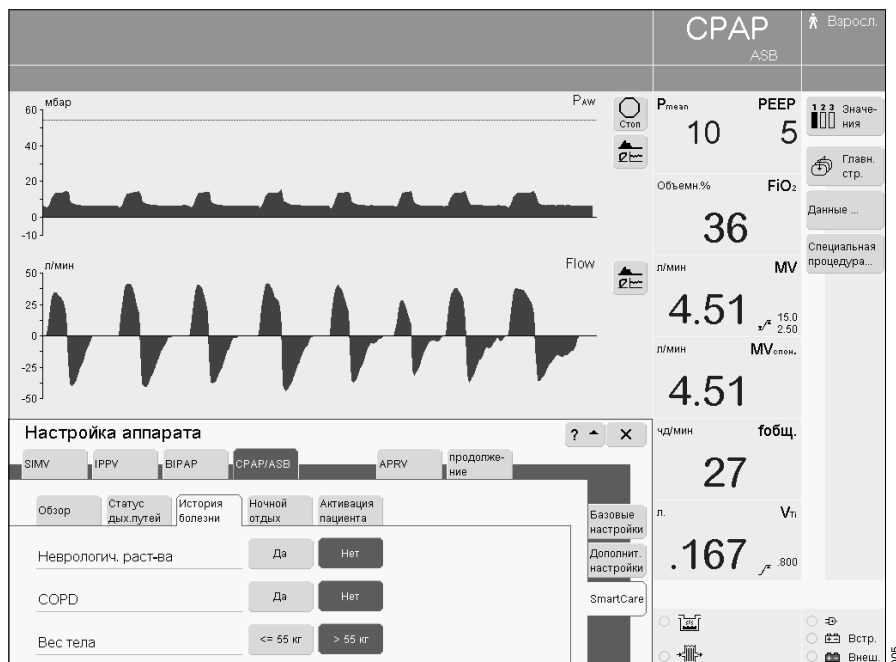 CPAP
ASB
Взросл.
мбар
PAW
60
40
20
0
-10
Стоп
л/мин
Flow
50
25
0
-25
-50
Pmean
PEEP
10
5
Объемн.%
FiO2
36
л/мин
MV
4.51
15.0
2.50
л/мин
MVспон.
4.51
чд/мин
fобщ.
27
л.
VTi
.167
.800
1 2 3 Значе-
ния
Главн.
стр.
Данные ...
Специальная
процедура...
Настройка аппарата
?
SIMV
IPPV
BIPAP
CPAP/ASB
APRV
продолже-
ние
Обзор
Статус
дых.путей
История
болезни
Ночной
отдых
Активация
пациента
Неврологич. раст-ва
Да
Нет
COPD
Да
Нет
Вес тела
<= 55 кг
> 55 кг
Базовые
настройки
Дополнит.
настройки
SmartCare
Встр.
Внеш.